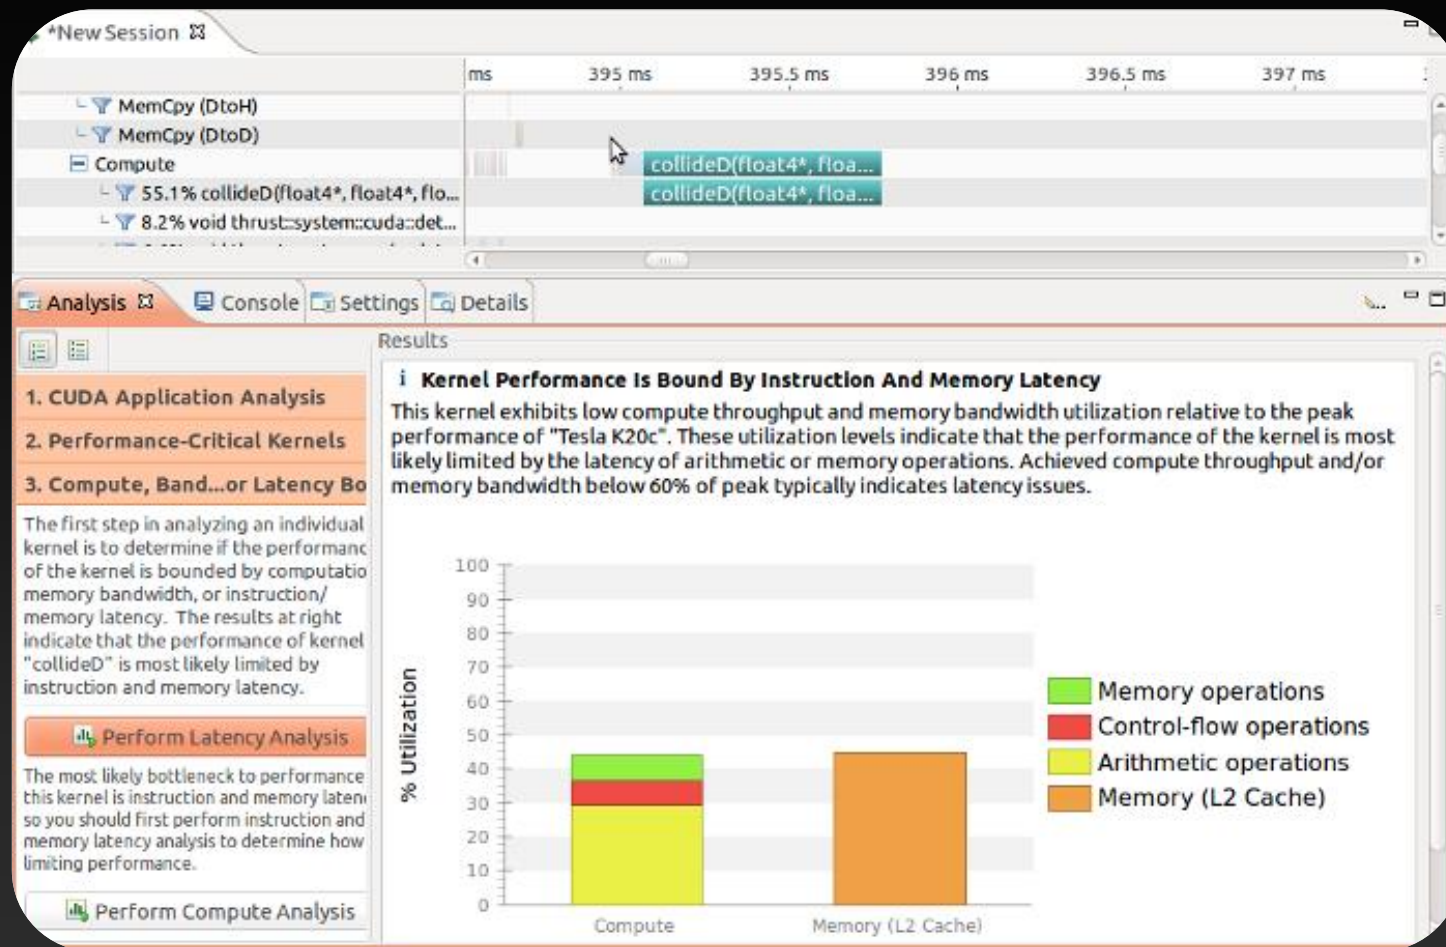 *New Session
ms 395 ms 395.5 ms 396 ms 396.5 ms 397 ms
MemCpy (DtoH)
MemCpy (DtoD)
Compute
collideD(float4*, floa...
55.1% collideD(float4*, float4*, flo...
collideD(float4*, floa...
8.2% void thrust::system::cuda::det...
Analysis Console Settings Details
Results
1. CUDA Application Analysis
2. Performance-Critical Kernels
3. Compute, Band...or Latency Bo
The first step in analyzing an individual
kernel is to determine if the performanc
of the kernel is bounded by computatio
memory bandwidth, or instruction/
memory latency. The results at right
indicate that the performance of kernel
"collideD" is most likely limited by
instruction and memory latency.
Perform Latency Analysis
The most likely bottleneck to performance
this kernel is instruction and memory laten
so you should first perform instruction and
memory latency analysis to determine how
limiting performance.
Perform Compute Analysis
i Kernel Performance Is Bound By Instruction And Memory Latency
This kernel exhibits low compute throughput and memory bandwidth utilization relative to the peak
performance of "Tesla K20c". These utilization levels indicate that the performance of the kernel is most
likely limited by the latency of arithmetic or memory operations. Achieved compute throughput and/or
memory bandwidth below 60% of peak typically indicates latency issues.
% Utilization
100
90
80
70
60
50
40
30
20
10
0
Compute
Memory (L2 Cache)
Memory operations
Control-flow operations
Arithmetic operations
Memory (L2 Cache)